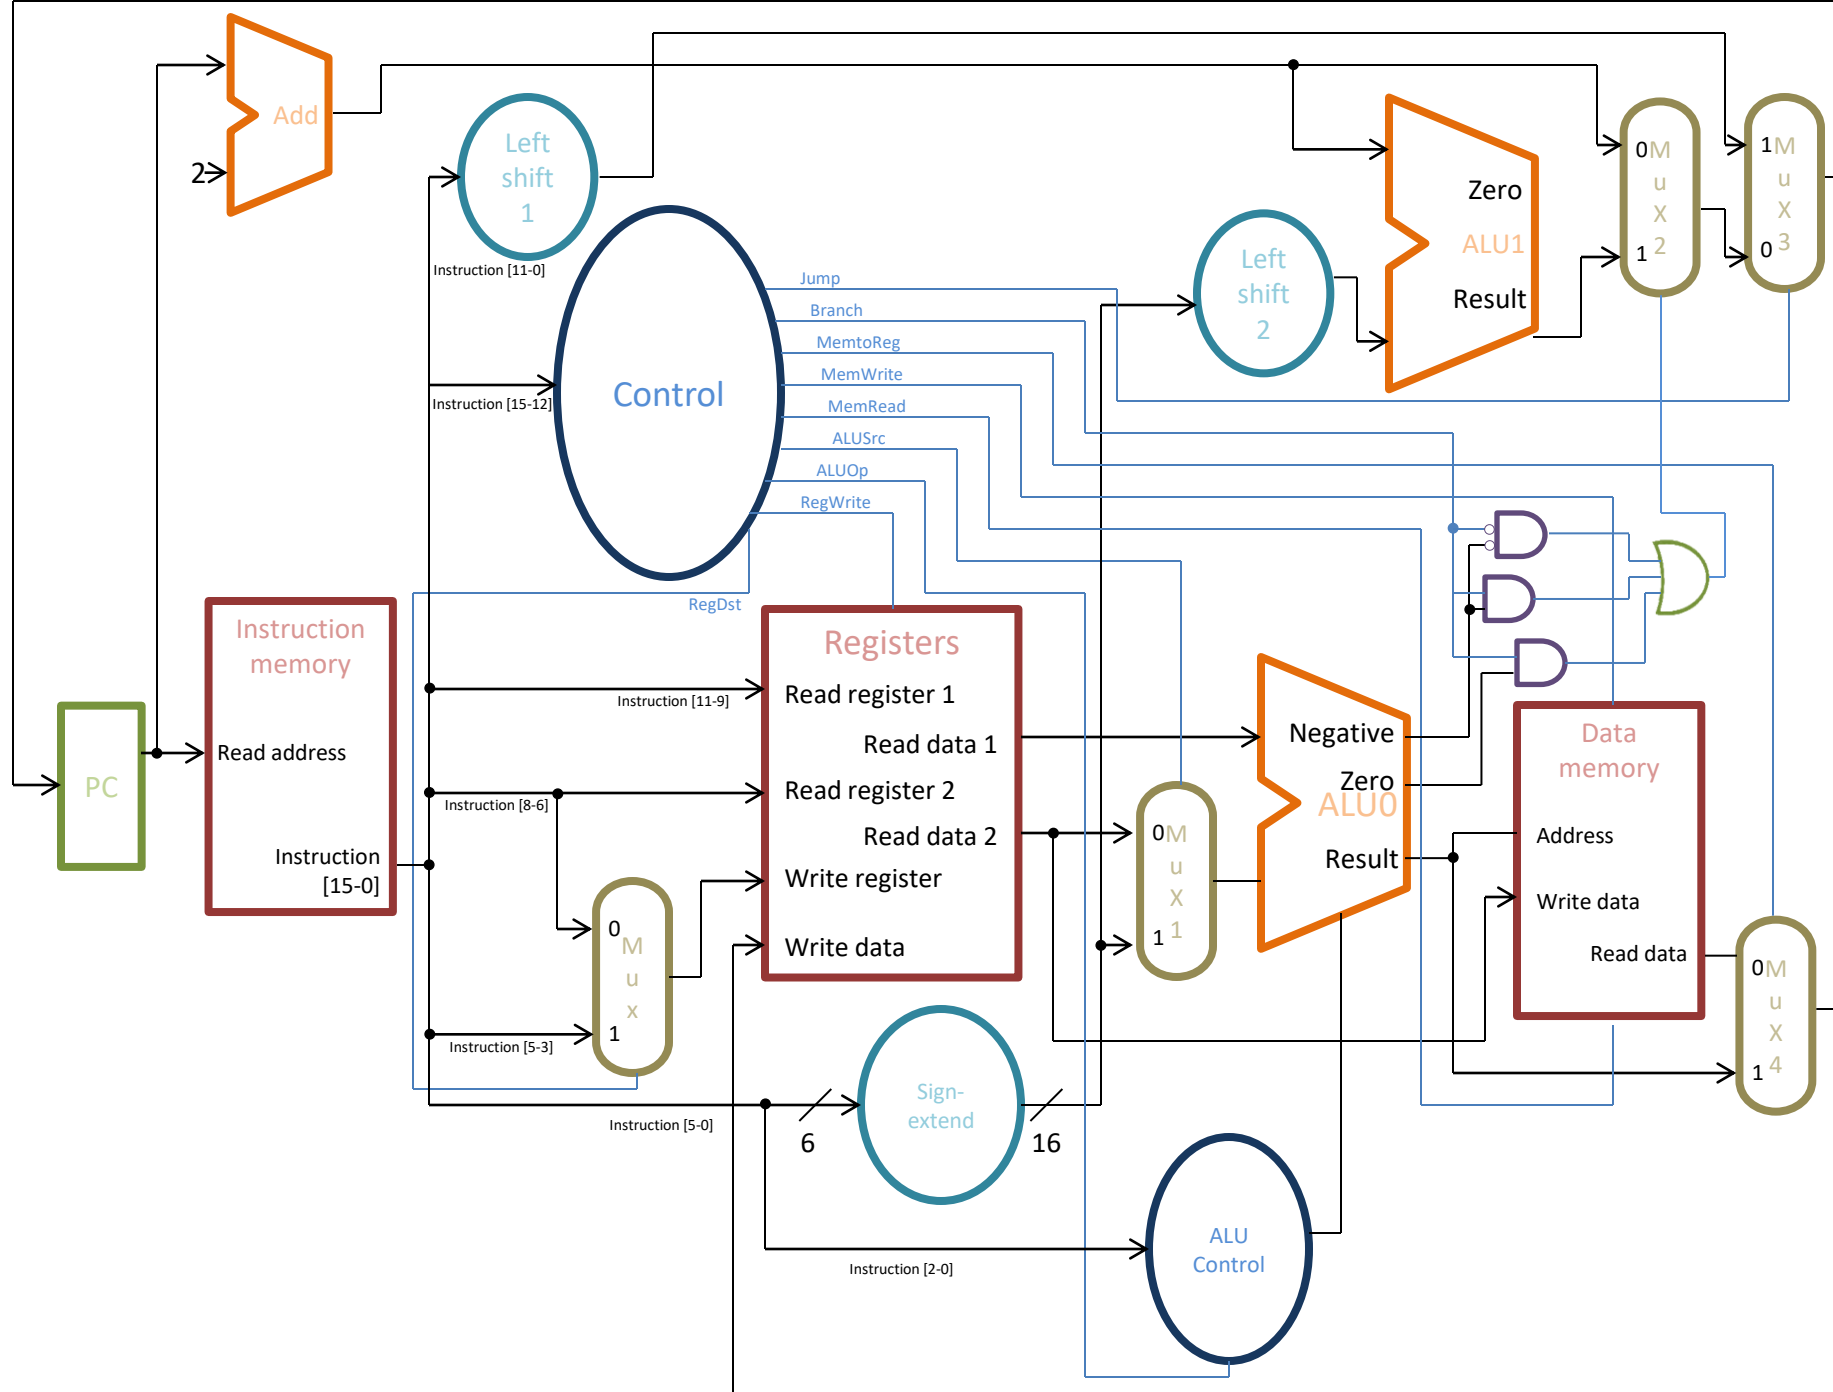 Add
2
Left
shift
1
Instruction [11-0]
Control
Instruction [15-12]
Jump
Branch
MemtoReg
MemWrite
MemRead
ALUSrc
ALUOp
RegWrite
RegDst
Left
shift
2
Zero
ALU1
Result
0 M
u
X
1 2
1 M
u
X
0 3
Instruction
memory
Read address
Instruction
[15-0]
PC
Instruction [11-9]
Instruction [8-6]
Instruction [5-3]
Instruction [5-0]
Instruction [2-0]
0
M
u
x
1
Registers
Read register 1
Read data 1
Read register 2
Read data 2
Write register
Write data
0 M
u
X
1 1
Negative
Zero
ALU0
Result
Data
memory
Address
Write data
Read data
0 M
u
X
1 4
6
Sign-
extend
16
ALU
Control